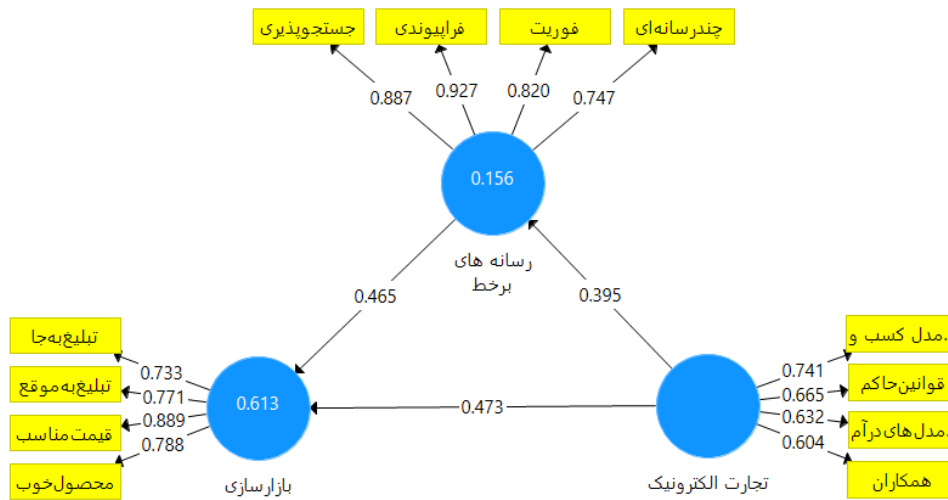 جستجوپذیری
فراپیوندی
فوریت
چندرسانه‌ای
0.887
0.927
0.820
0.747
0.156
رسانه های
برخط
0.465
0.395
تبلیغ‌به‌جا
تبلیغ‌به‌موقع
قیمت‌مناسب
محصول‌خوب
0.733
0.771
0.889
0.788
0.613
بازارسازی
0.473
تجارت الکترونیک
0.741
0.665
0.632
0.604
مدل کسب و.
قوانین‌حاکم
مدل‌های‌درآم.
همکاران